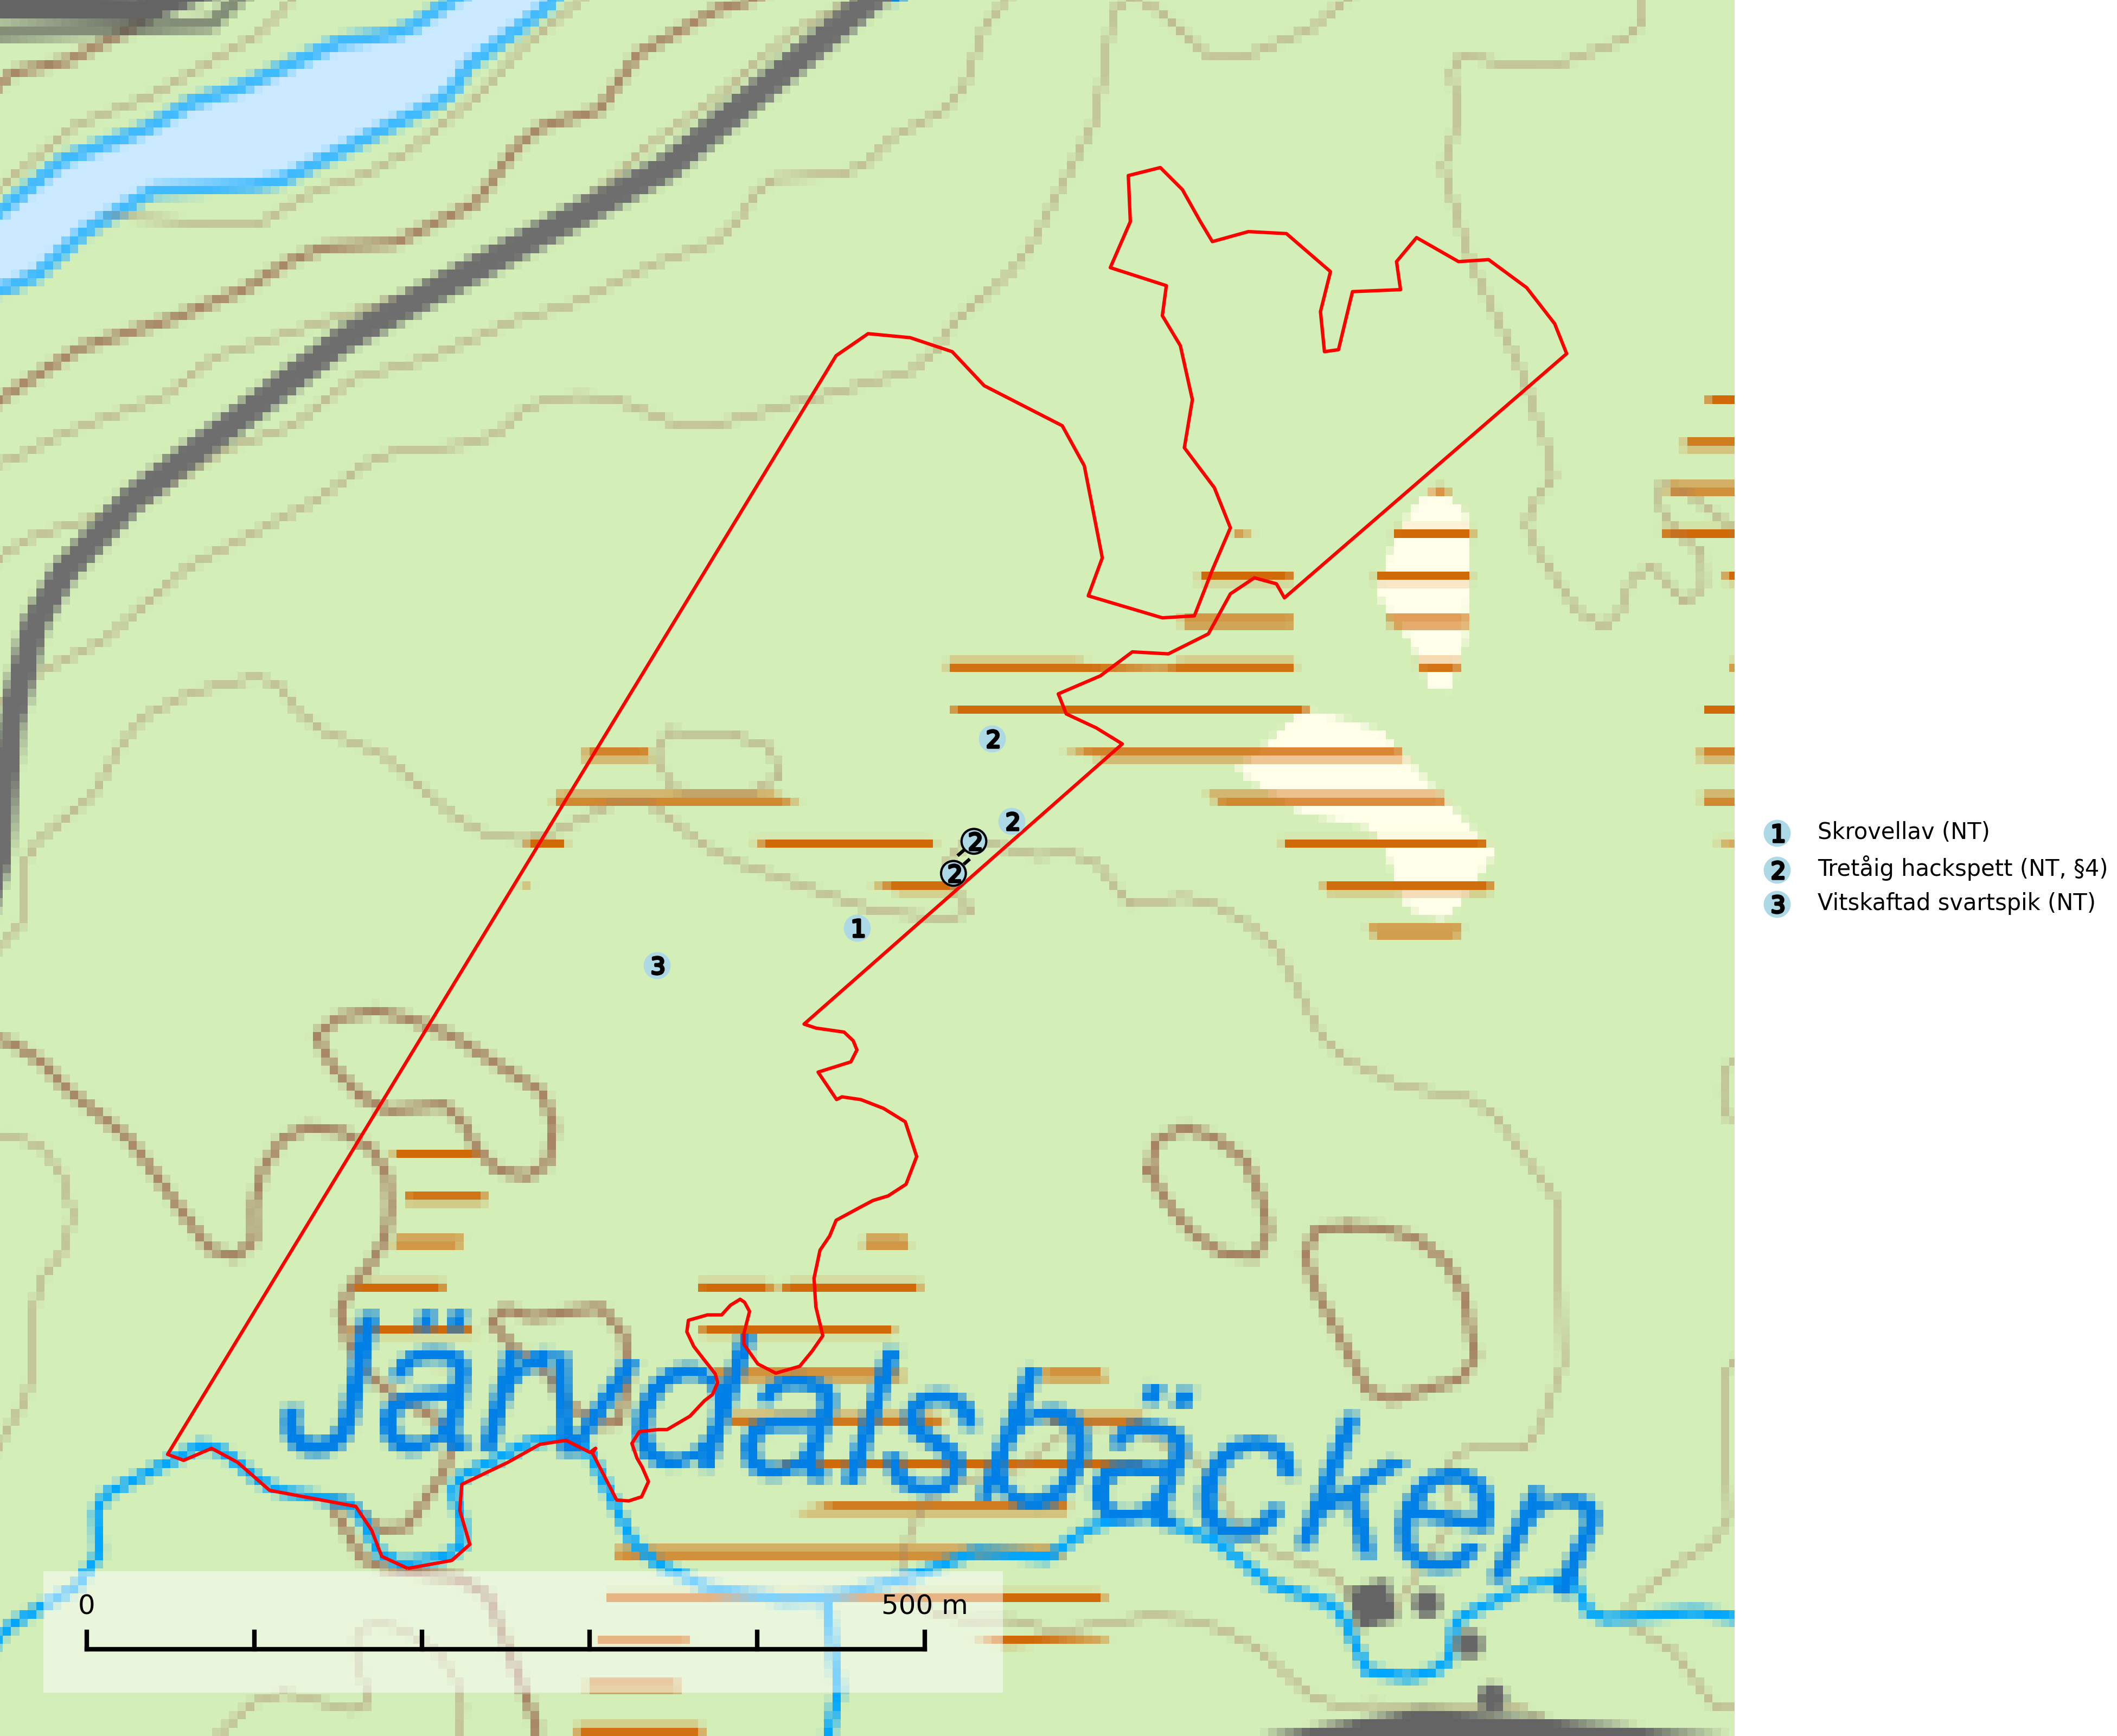 2
2
2
2
1
3
Järvdalsbäcken
0 500 m
1 Skrovellav (NT)
2 Tretåig hackspett (NT, §4)
3 Vitskaftad svartspik (NT)